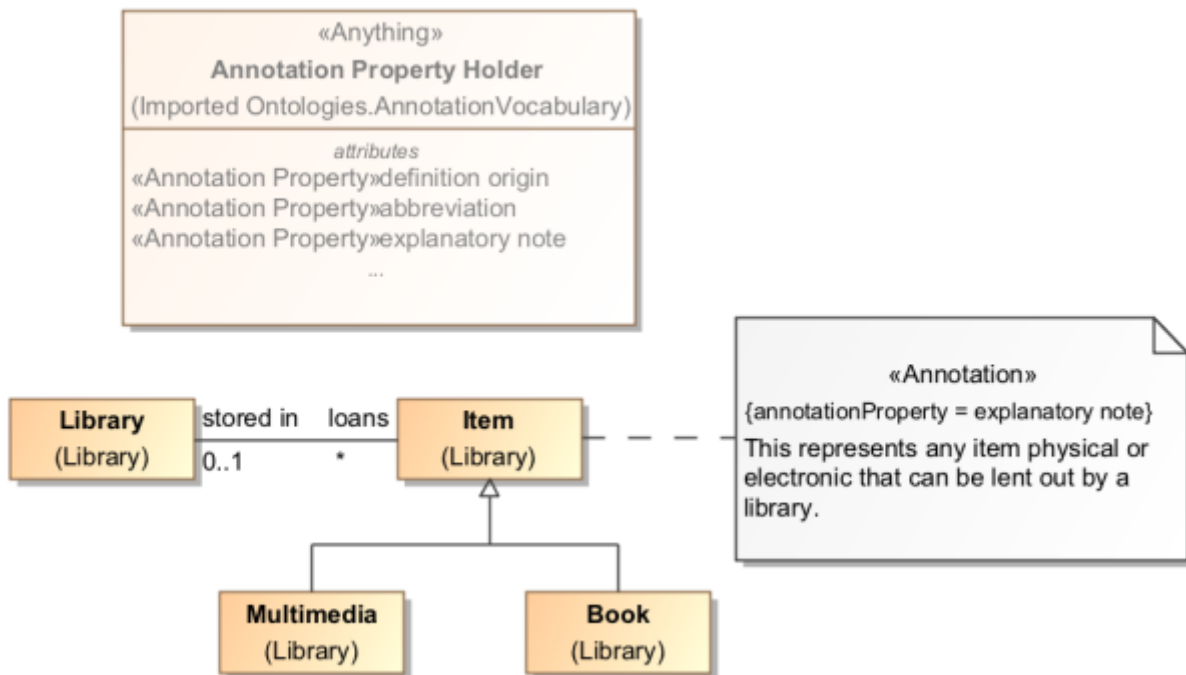 «Anything»
Annotation Property Holder
(Imported Ontologies.AnnotationVocabulary)
attributes
«Annotation Property»definition origin
«Annotation Property»abbreviation
«Annotation Property»explanatory note
...
Library
(Library)
stored in
0..1
loans
*
Item
(Library)
«Annotation»
{annotationProperty = explanatory note}
This represents any item physical or
electronic that can be lent out by a
library.
Multimedia
(Library)
Book
(Library)